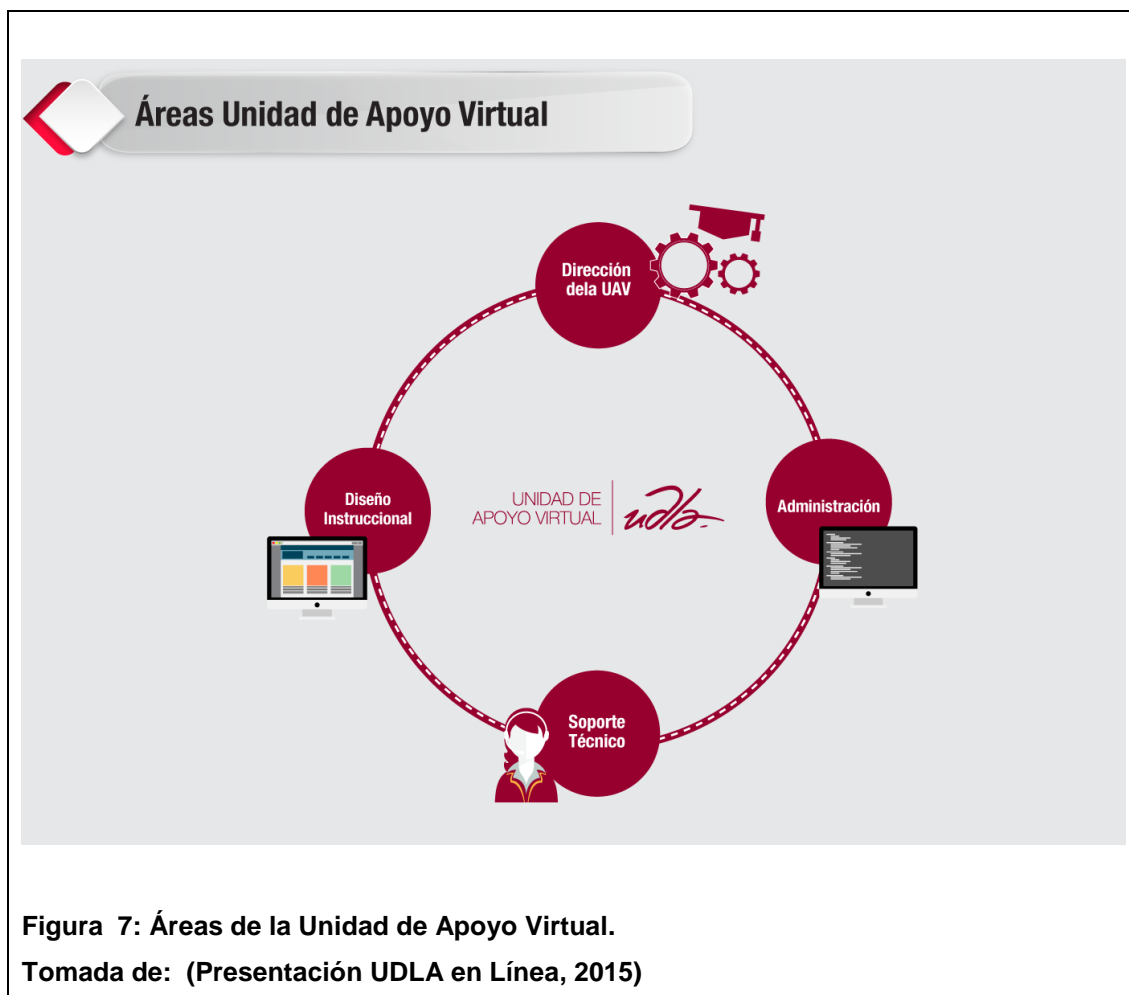 Áreas Unidad de Apoyo Virtual
Dirección
dela UAV
Diseño
Instruccional
UNIDAD DE
APOYO VIRTUAL
udla.
Administración
Soporte
Técnico
Figura 7: Áreas de la Unidad de Apoyo Virtual.
Tomada de: (Presentación UDLA en Línea, 2015)